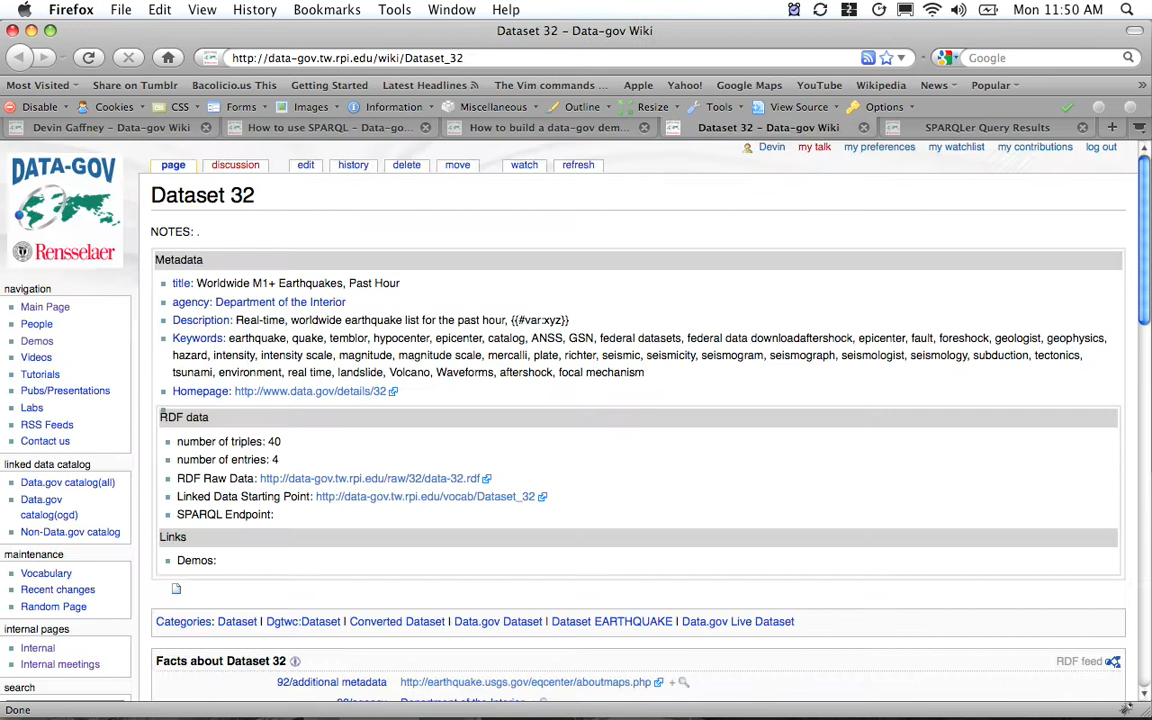 Firefox File Edit View History Bookmarks Tools Window Help Mon 11:50 AM
Dataset 32 – Data-gov Wiki
http://data-gov.tw.rpi.edu/wiki/Dataset_32 Google
Most Visited Share on Tumblr Bacolicio.us This Getting Started Latest Headlines The Vim commands ... Apple Yahoo! Google Maps YouTube Wikipedia News Popular »
Disable Cookies CSS Forms Images Information Miscellaneous Outline Resize Tools View Source Options
Devin Gaffney – Data-gov Wiki How to use SPARQL – Data-go... How to build a data-gov dem... Dataset 32 – Data-gov Wiki SPARQLer Query Results
Devin my talk my preferences my watchlist my contributions log out
page discussion edit history delete move watch refresh
DATA-GOV
Rensselaer
Dataset 32
NOTES: .
Metadata
title: Worldwide M1+ Earthquakes, Past Hour
agency: Department of the Interior
Description: Real-time, worldwide earthquake list for the past hour, {{#var:xyz}}
Keywords: earthquake, quake, temblor, hypocenter, epicenter, catalog, ANSS, GSN, federal datasets, federal data downloadaftershock, epicenter, fault, foreshock, geologist, geophysics,
hazard, intensity, intensity scale, magnitude, magnitude scale, mercalli, plate, richter, seismic, seismicity, seismogram, seismograph, seismologist, seismology, subduction, tectonics,
tsunami, environment, real time, landslide, Volcano, Waveforms, aftershock, focal mechanism
Homepage: http://www.data.gov/details/32
RDF data
number of triples: 40
number of entries: 4
RDF Raw Data: http://data-gov.tw.rpi.edu/raw/32/data-32.rdf
Linked Data Starting Point: http://data-gov.tw.rpi.edu/vocab/Dataset_32
SPARQL Endpoint:
Links
Demos:
Categories: Dataset | Dgtwc:Dataset | Converted Dataset | Data.gov Dataset | Dataset EARTHQUAKE | Data.gov Live Dataset
Facts about Dataset 32 RDF feed
92/additional metadata http://earthquake.usgs.gov/eqcenter/aboutmaps.php +
navigation
Main Page
People
Demos
Videos
Tutorials
Pubs/Presentations
Labs
RSS Feeds
Contact us
linked data catalog
Data.gov catalog(all)
Data.gov
catalog(ogd)
Non-Data.gov catalog
maintenance
Vocabulary
Recent changes
Random Page
internal pages
Internal
Internal meetings
search
Done